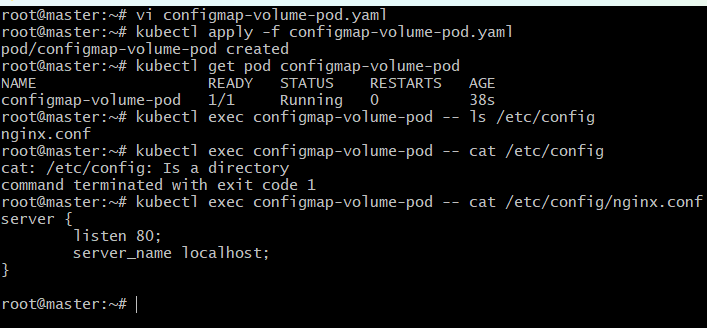 root@master:~# vi configmap-volume-pod.yaml
root@master:~# kubectl apply -f configmap-volume-pod.yaml
pod/configmap-volume-pod created
root@master:~# kubectl get pod configmap-volume-pod
NAME                   READY   STATUS    RESTARTS   AGE
configmap-volume-pod   1/1     Running   0          38s
root@master:~# kubectl exec configmap-volume-pod -- ls /etc/config
nginx.conf
root@master:~# kubectl exec configmap-volume-pod -- cat /etc/config
cat: /etc/config: Is a directory
command terminated with exit code 1
root@master:~# kubectl exec configmap-volume-pod -- cat /etc/config/nginx.conf
server {
        listen 80;
        server_name localhost;
}
root@master:~#